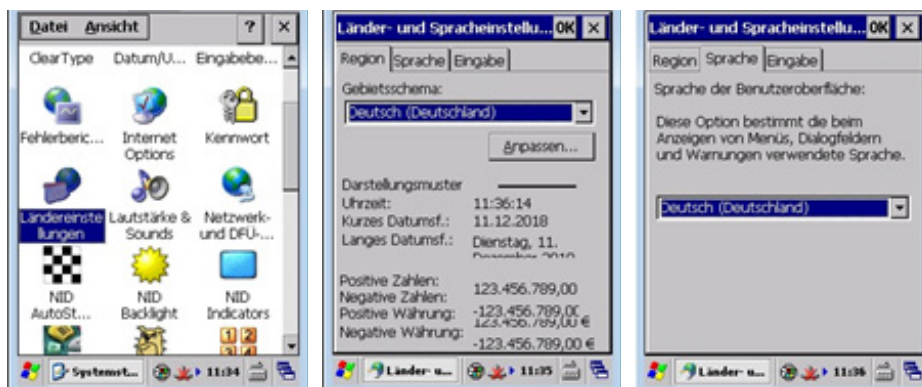 Datei Ansicht ? ×
ClearType Datum/U... Eingabebe...
Fehlerberic... Internet Options Kennwort
Ländereinstellungen Lautstärke & Sounds Netzwerk- und DFÜ-...
NID AutoSt... NID Backlight NID Indicators
1 2
3 4
Systemst... 11:34
Länder- und Spracheinstellu... OK ×
Region Sprache Eingabe
Gebietsschema:
Deutsch (Deutschland)
Anpassen...
Darstellungsmuster
Uhrzeit: 11:36:14
Kurzes Datumsf.: 11.12.2018
Langes Datumsf.: Dienstag, 11.
Positive Zahlen: 123.456.789,00
Negative Zahlen:
Positive Währung: -123.456.789,00
Negative Währung: 123.456.789,00 €
-123.456.789,00 €
Länder- u... 11:35
Länder- und Spracheinstellu... OK ×
Region Sprache Eingabe
Sprache der Benutzeroberfläche:
Diese Option bestimmt die beim
Anzeigen von Menüs, Dialogfeldern
und Warnungen verwendete Sprache.
Deutsch (Deutschland)
Länder- u... 11:36